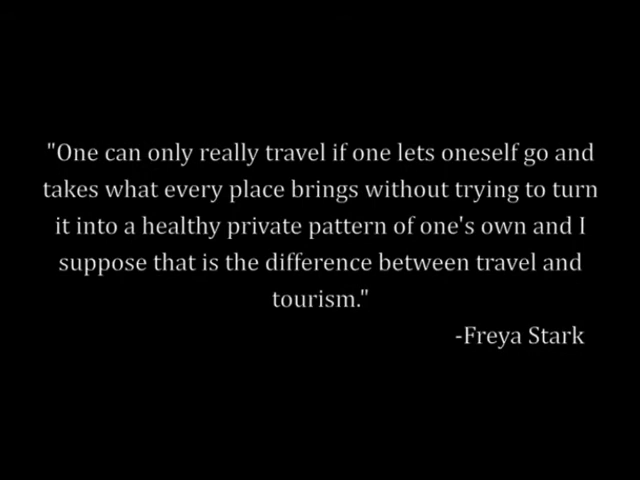 "One can only really travel if one lets oneself go and
takes what every place brings without trying to turn
it into a healthy private pattern of one's own and I
suppose that is the difference between travel and
tourism."
-Freya Stark